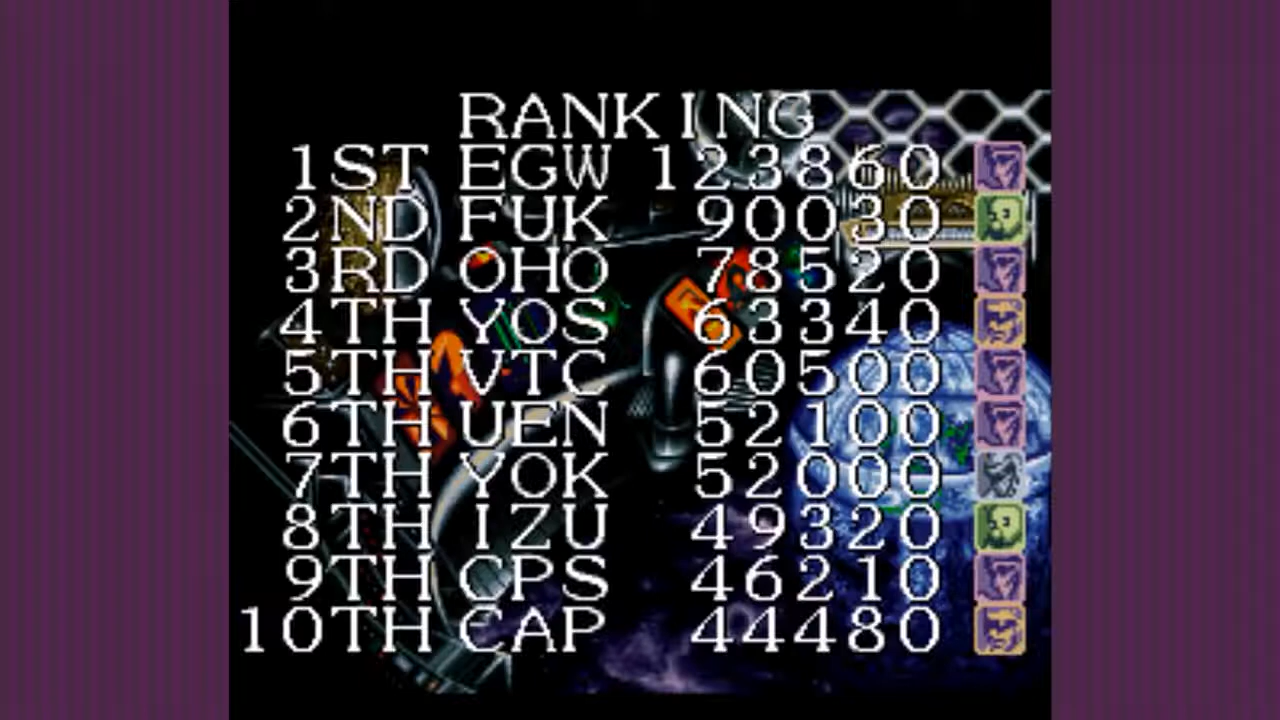 RANKING
1ST EGW 123860
2ND FUK 90030
3RD OHO 78520
4TH YOS 63340
5TH VTC 60500
6TH UEN 52100
7TH YOK 52000
8TH IZU 49320
9TH CPS 46210
10TH CAP 44480